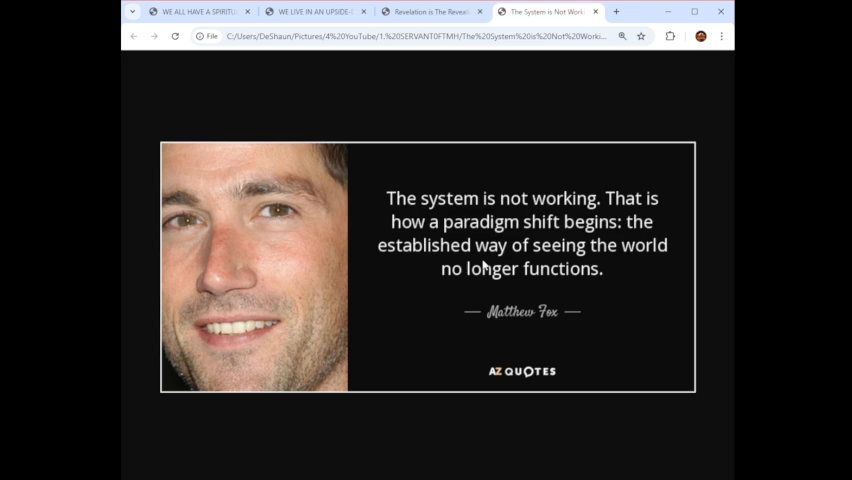 WE ALL HAVE A SPIRITU
WE LIVE IN AN UPSIDE-D
Revelation is The Reveali
The System is Not Worki
File
C:/Users/DeShaun/Pictures/4%20YouTube/1.%20SERVANT0FTMH/The%20System%20is%20Not%20Worki...
The system is not working. That is
how a paradigm shift begins: the
established way of seeing the world
no longer functions.
— Matthew Fox —
AZ QUOTES